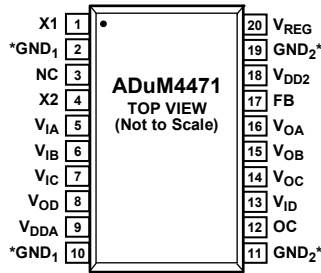 X1 1 20 VREG
*GND1 2 19 GND2*
NC 3 ADuM4471 18 VDD2
X2 4 TOP VIEW 17 FB
VIA 5 (Not to Scale) 16 VOA
VIB 6 15 VOB
VIC 7 14 VOC
VOD 8 13 VID
VDDA 9 12 OC
*GND1 10 11 GND2*